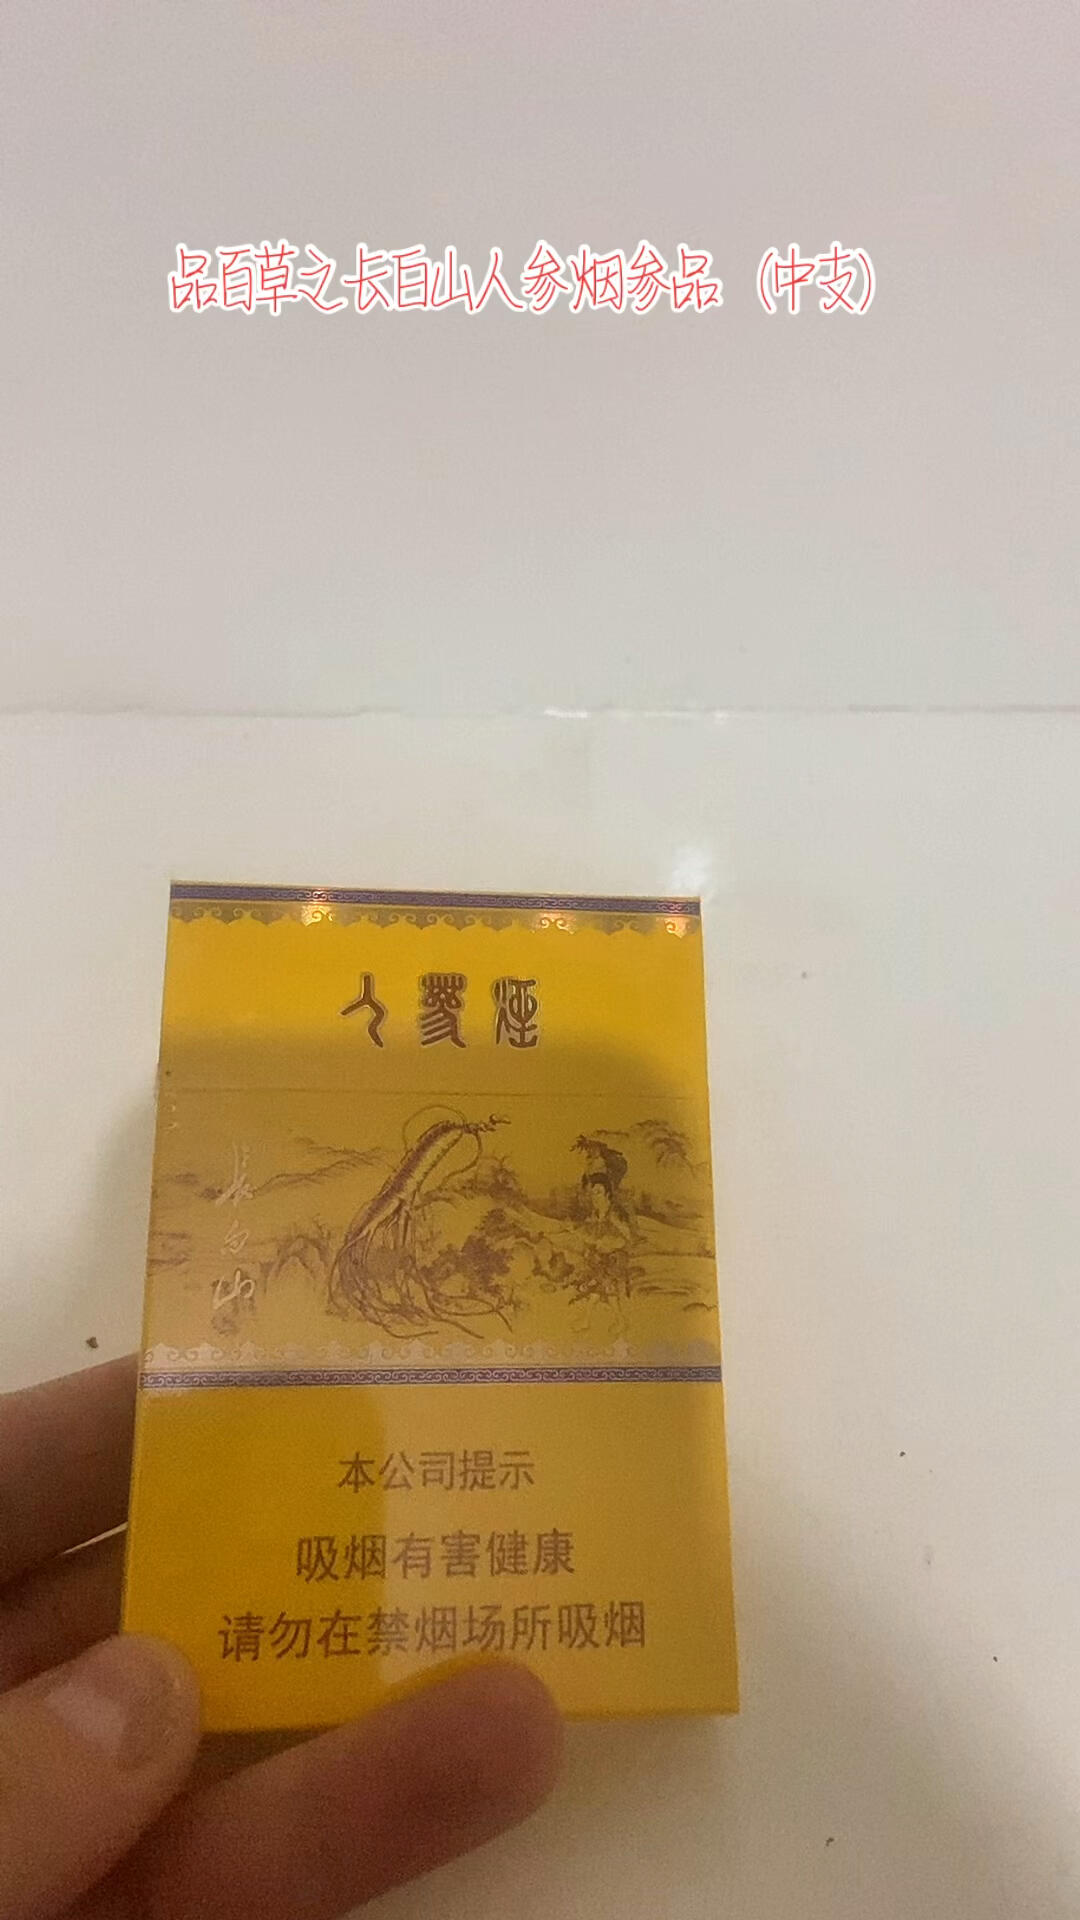 品百草之长白山人参烟参品（中支）
人蓡煙
长白山
本公司提示
吸烟有害健康
请勿在禁烟场所吸烟